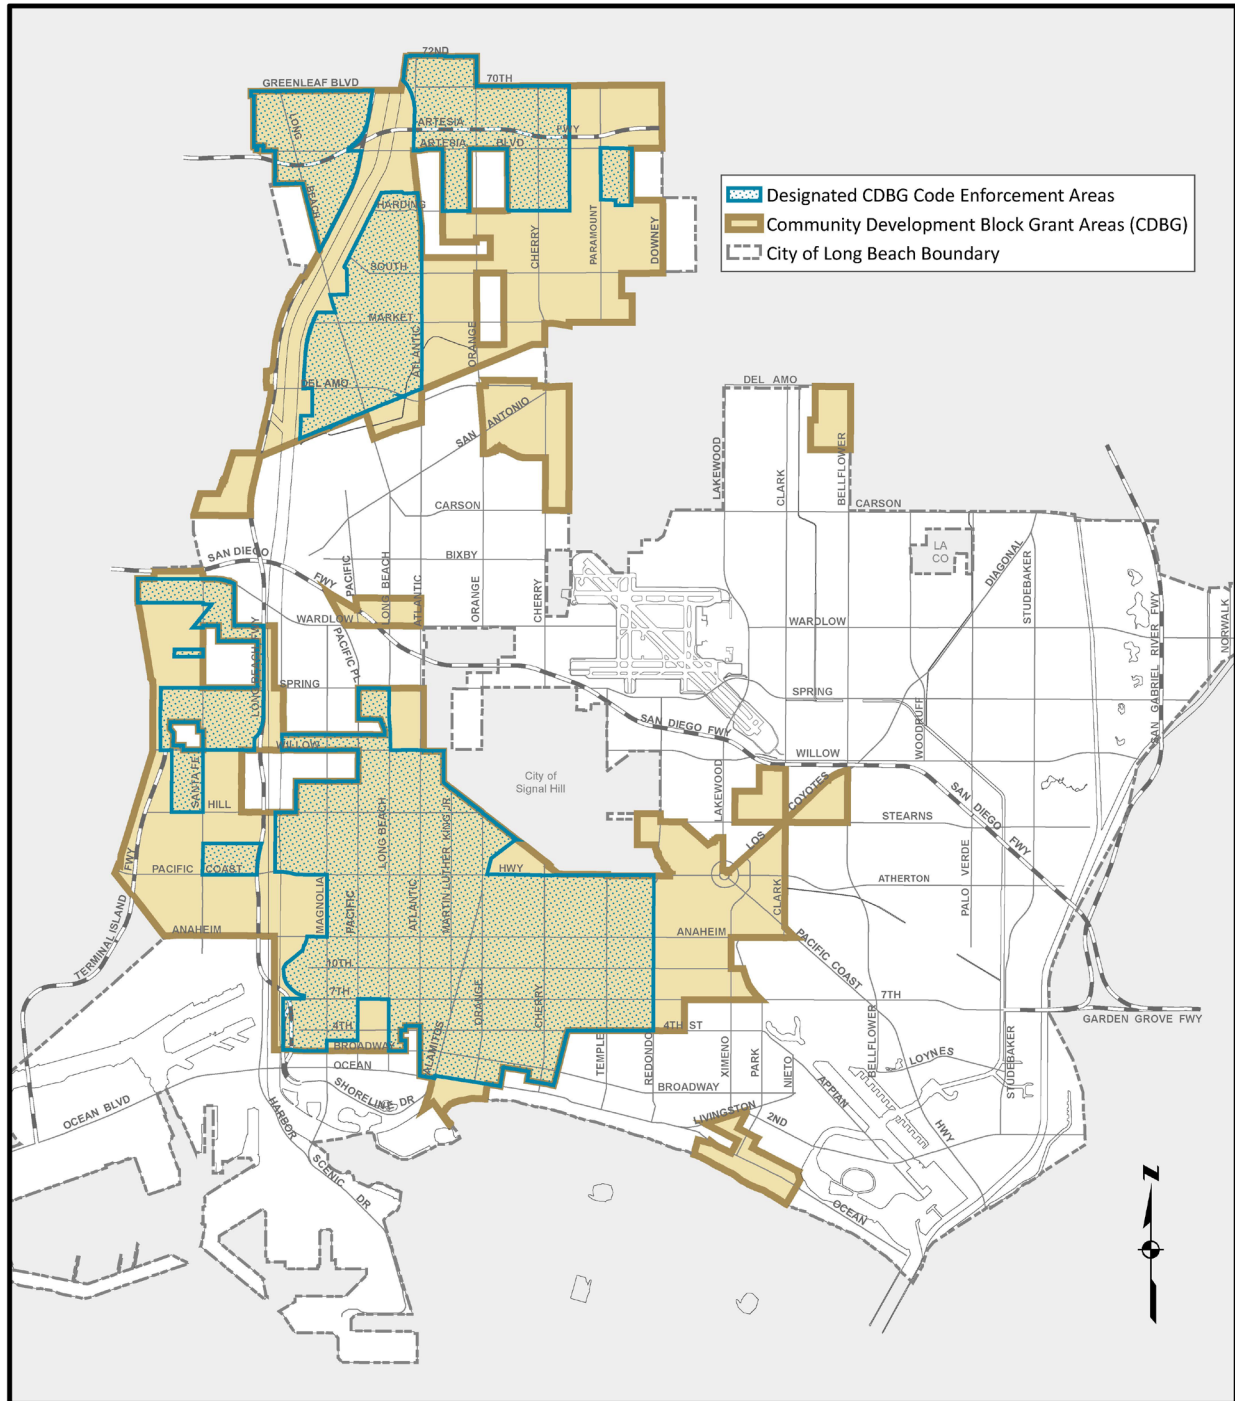 72ND
GREENLEAF BLVD
70TH
LONG
BEACH
ARTESIA
FWY
ARTESIA
BLVD
HARDING
CHERRY
PARAMOUNT
DOWNEY
SOUTH
MARKET
ATLANTIC
ORANGE
DEL AMO
SAN ANTONIO
Designated CDBG Code Enforcement Areas
Community Development Block Grant Areas (CDBG)
City of Long Beach Boundary
DEL AMO
LAKEWOOD
CLARK
BELLFLOWER
CARSON
CARSON
SAN DIEGO
FWY
BIXBY
PACIFIC
LONG BEACH
ATLANTIC
ORANGE
CHERRY
LA
CO
DIAGONAL
STUDEBAKER
SAN GABRIEL RIVER FWY
NORWALK
WARDLOW
WARDLOW
PACIFIC PL
LONG BEACH FWY
SPRING
SPRING
SAN DIEGO FWY
WOODRUFF
WILLOW
WILLOW
SANTA FE
HILL
City of
Signal Hill
LAKEWOOD
LOS
COYOTES
STEARNS
SAN DIEGO
FWY
LONG BEACH
MARTIN LUTHER KING JR
PACIFIC
COAST
HWY
ATHERTON
PALO VERDE
TERMINAL ISLAND
FWY
MAGNOLIA
PACIFIC
ATLANTIC
CLARK
ANAHEIM
ANAHEIM
PACIFIC COAST
10TH
7TH
7TH
ORANGE
CHERRY
GARDEN GROVE FWY
4TH
4TH ST
ALAMITOS
BROADWAY
OCEAN
TEMPLE
REDONDO
XIMENO
PARK
NIETO
BELLFLOWER
LOYNES
STUDEBAKER
BROADWAY
APPIAN
OCEAN BLVD
SHORELINE DR
HARBOR
SCENIC
DR
LIVINGSTON
2ND
HWY
OCEAN
N